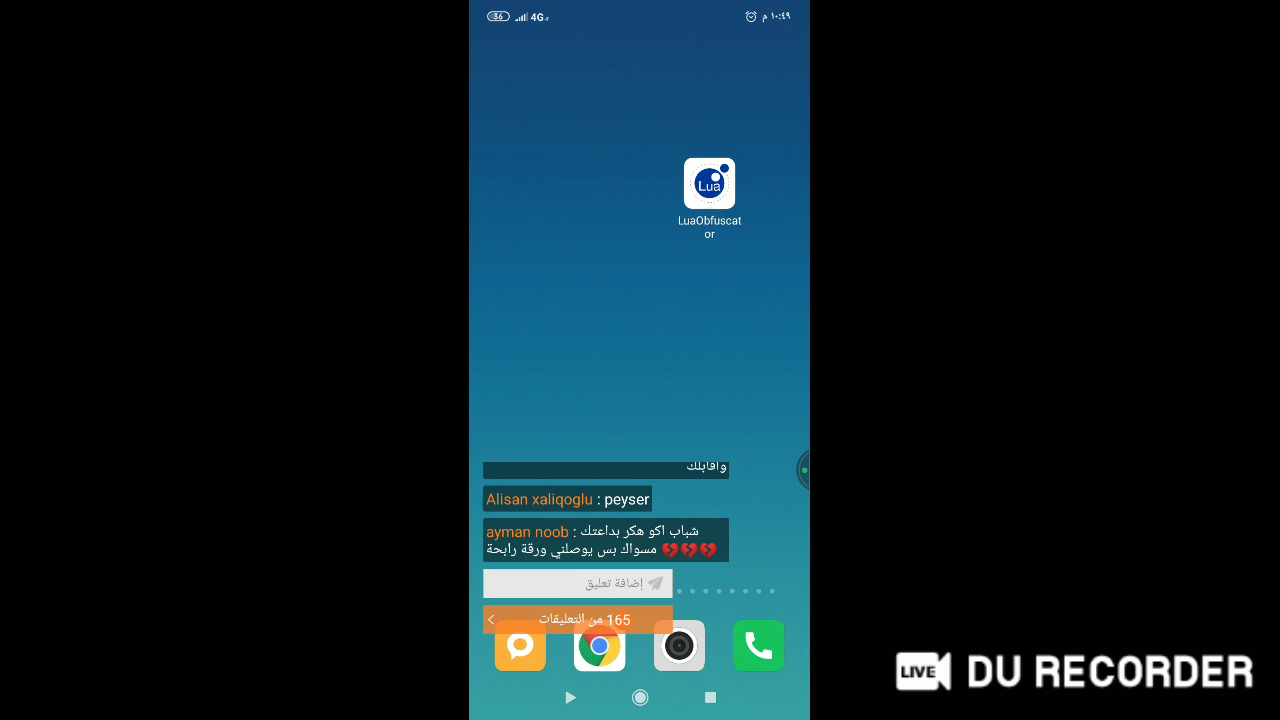 36 4G
١٠:٤٩ م
Lua
LuaObfuscat
or
واقابلك
Alisan xaliqoglu : peyser
ayman noob : شباب اكو هكر بداعتك
مسواك بس يوصلني ورقة رابحة 💔💔💔
إضافة تعليق
165 من التعليقات
LIVE DU RECORDER